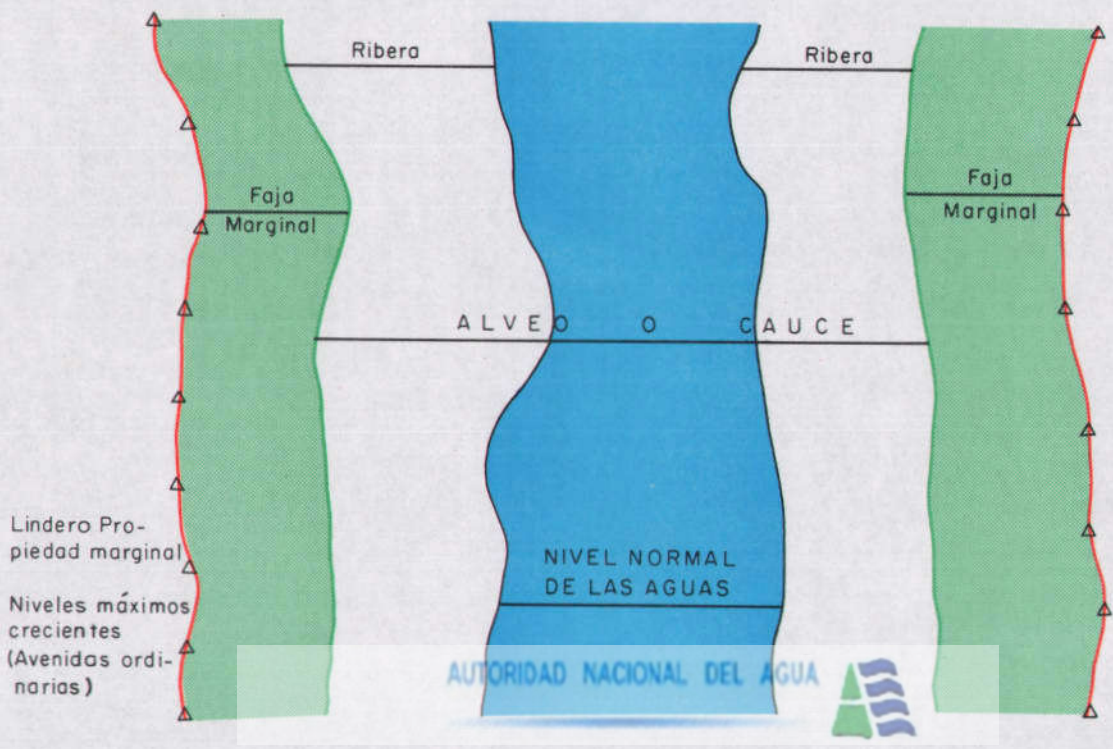 Ribera
Ribera
Faja
Marginal
Faja
Marginal
ALVEO O CAUCE
Lindero Pro-
piedad marginal
Niveles máximos
crecientes
(Avenidas ordi-
narias)
NIVEL NORMAL
DE LAS AGUAS
AUTORIDAD NACIONAL DEL AGUA